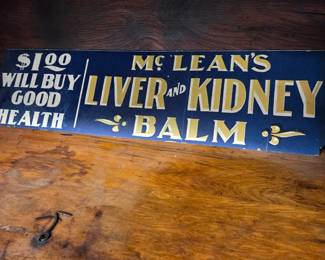 $1.00
WILL BUY
GOOD
HEALTH
McLEAN'S
LIVER AND KIDNEY
BALM